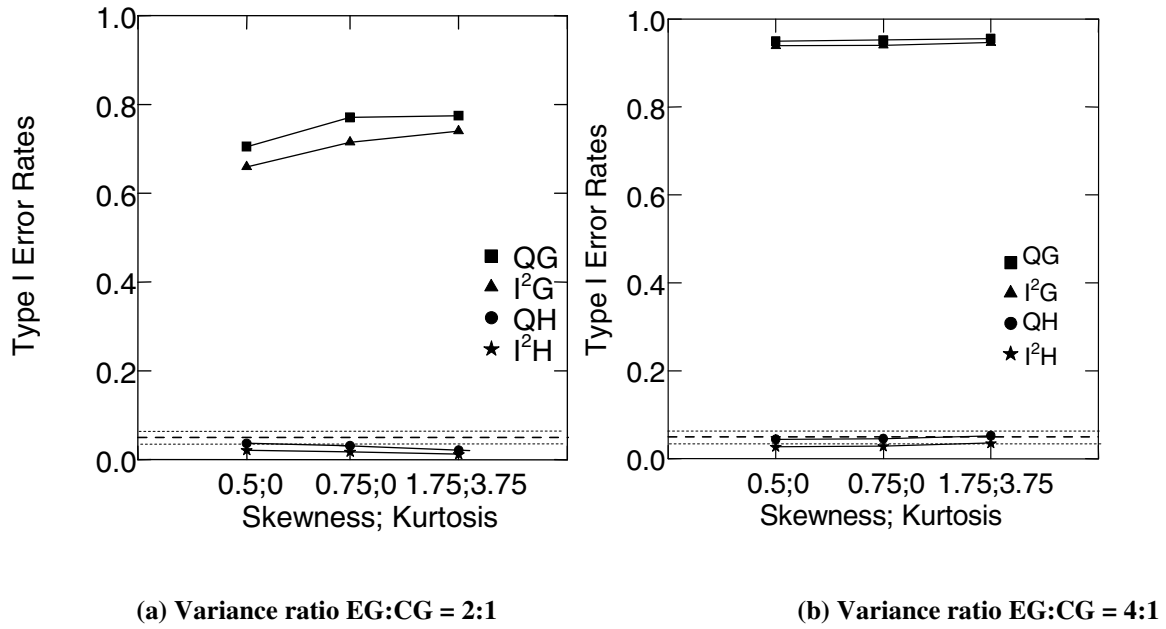 Type I Error Rates
1.0
0.8
0.6
0.4
0.2
0.0
QG
I²G
QH
I²H
0.5;0 0.75;0 1.75;3.75
Skewness; Kurtosis
(a) Variance ratio EG:CG = 2:1
Type I Error Rates
1.0
0.8
0.6
0.4
0.2
0.0
QG
I²G
QH
I²H
0.5;0 0.75;0 1.75;3.75
Skewness; Kurtosis
(b) Variance ratio EG:CG = 4:1